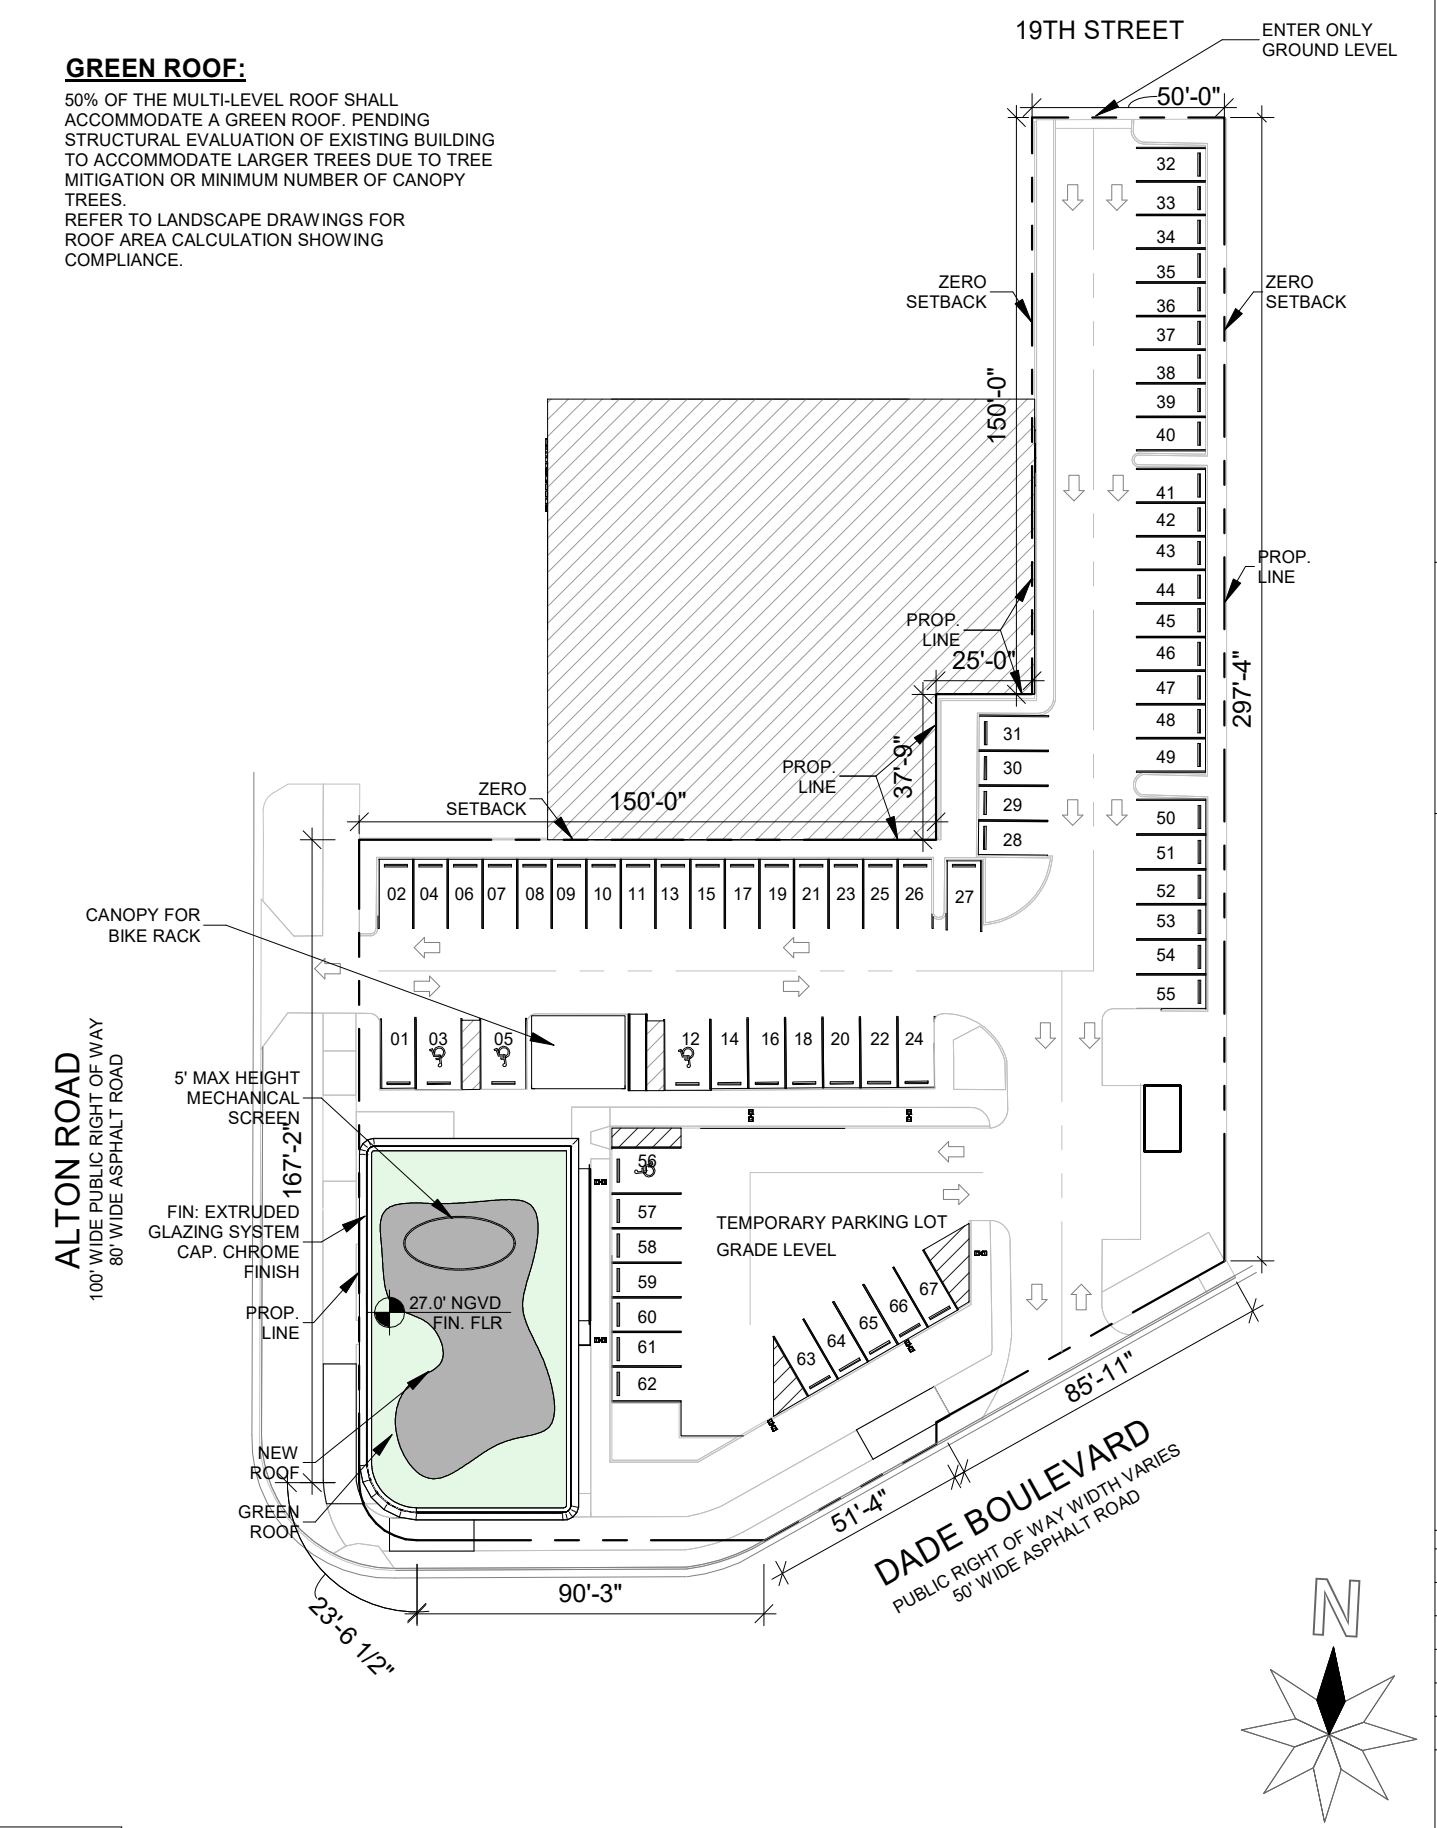 19TH STREET
ENTER ONLY
GROUND LEVEL
GREEN ROOF:
50% OF THE MULTI-LEVEL ROOF SHALL
ACCOMMODATE A GREEN ROOF. PENDING
STRUCTURAL EVALUATION OF EXISTING BUILDING
TO ACCOMMODATE LARGER TREES DUE TO TREE
MITIGATION OR MINIMUM NUMBER OF CANOPY
TREES.
REFER TO LANDSCAPE DRAWINGS FOR
ROOF AREA CALCULATION SHOWING
COMPLIANCE.
50'-0"
32
33
34
35
36
37
38
39
40
41
42
43
44
45
46
47
48
49
50
51
52
53
54
55
ZERO
SETBACK
ZERO
SETBACK
150'-0"
PROP.
LINE
PROP.
LINE
25'-0"
297'-4"
31
30
29
28
37'-9"
PROP.
LINE
ZERO
SETBACK
150'-0"
02 04 06 07 08 09 10 11 13 15 17 19 21 23 25 26 27
CANOPY FOR
BIKE RACK
01 03 05 12 14 16 18 20 22 24
ALTON ROAD
100' WIDE PUBLIC RIGHT OF WAY
80' WIDE ASPHALT ROAD
5' MAX HEIGHT
MECHANICAL
SCREEN
167'-2"
FIN: EXTRUDED
GLAZING SYSTEM
CAP. CHROME
FINISH
PROP.
LINE
27.0' NGVD
FIN. FLR
NEW
ROOF
GREEN
ROOF
56
57
58
59
60
61
62
TEMPORARY PARKING LOT
GRADE LEVEL
63 64 65 66 67
85'-11"
51'-4"
DADE BOULEVARD
PUBLIC RIGHT OF WAY WIDTH VARIES
50' WIDE ASPHALT ROAD
90'-3"
23'-6 1/2"
N